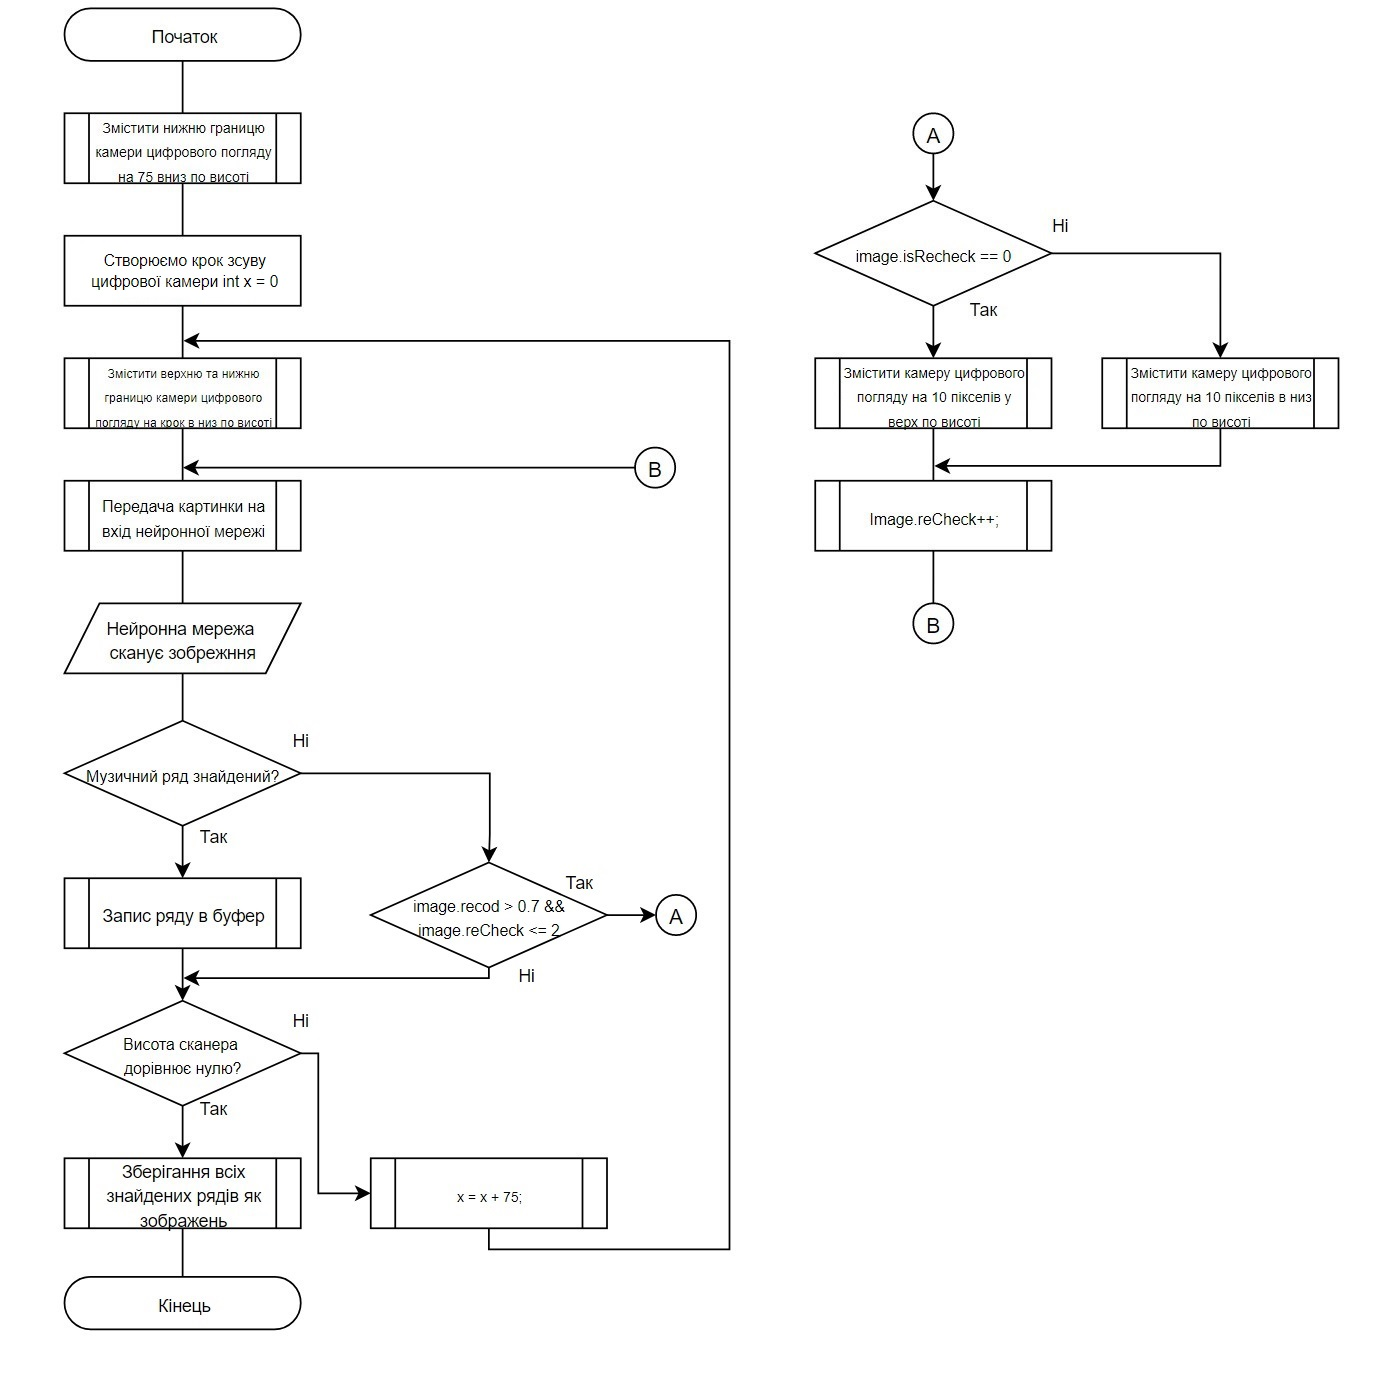 Початок
Змістити нижню границю
камери цифрового погляду
на 75 вниз по висоті
Створюємо крок зсуву
цифрової камери int x = 0
Змістити верхню та нижню
границю камери цифрового
погляду на крок в низ по висоті
B
Передача картинки на
вхід нейронної мережі
Нейронна мережа
сканує зобрежння
Музичний ряд знайдений?
Ні
Так
Запис ряду в буфер
image.recod > 0.7 &&
image.reCheck <= 2
Так
A
Ні
Висота сканера
дорівнює нулю?
Ні
Так
Зберігання всіх
знайдених рядів як
зображень
x = x + 75;
Кінець
A
image.isRecheck == 0
Ні
Так
Змістити камеру цифрового
погляду на 10 пікселів у
верх по висоті
Змістити камеру цифрового
погляду на 10 пікселів в низ
по висоті
Image.reCheck++;
B